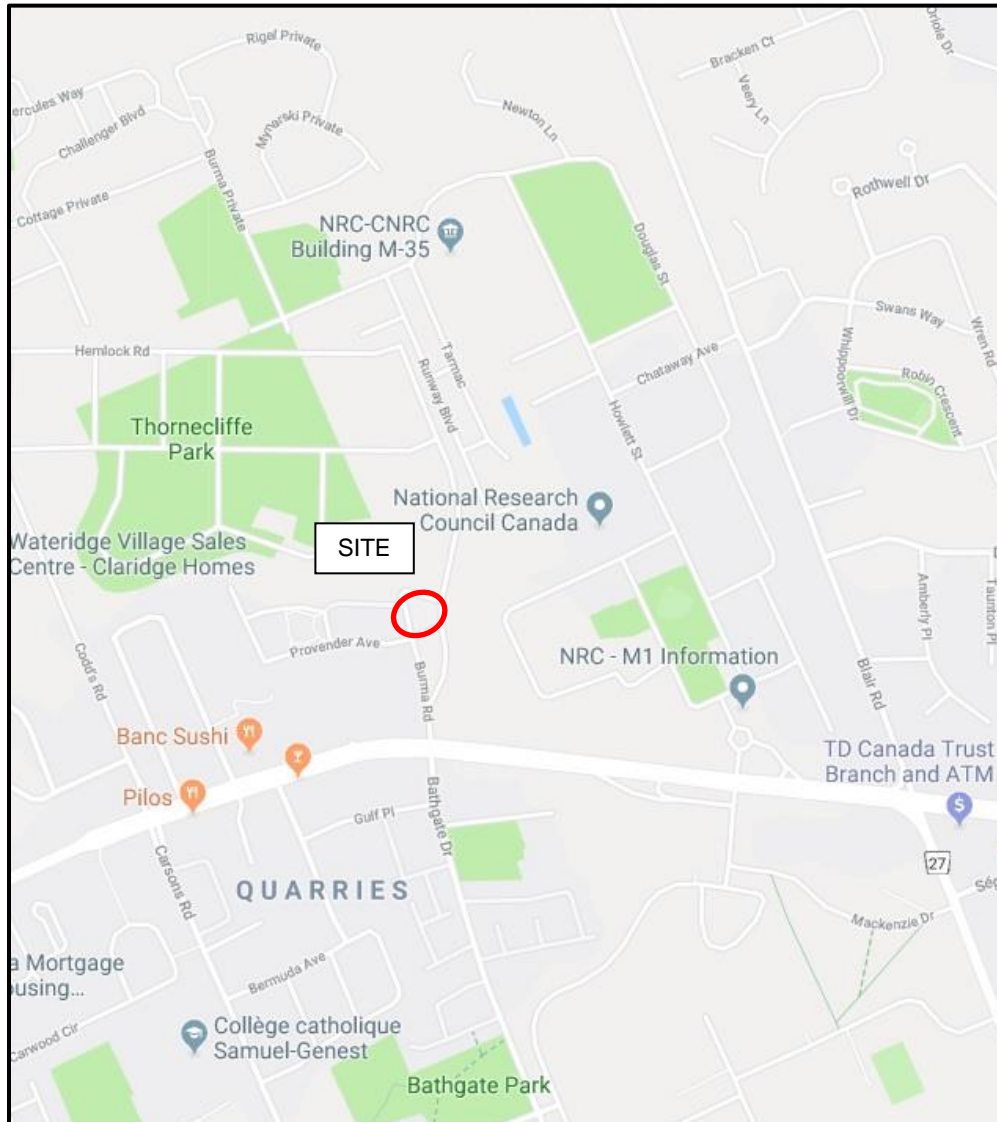 Rigel Private
Bracken Ct
Oriole Dr
Veery Ln
ercules Way
Challenger Blvd
Mynarski Private
Newton Ln
Burma Private
Cottage Private
Rothwell Dr
NRC-CNRC
Building M-35
Douglas St
Swans Way
Wren Rd
Hemlock Rd
Tarmac
Runway Blvd
Chataway Ave
Whippoorwill Dr
Robin Crescent
Thornecliffe
Park
Howlett St
National Research
Council Canada
Wateridge Village Sales
Centre - Claridge Homes
SITE
Amberly Pl
Taunton Pl
Provender Ave
Codd's Rd
Burma Rd
NRC - M1 Information
Blair Rd
Banc Sushi
TD Canada Trust
Branch and ATM
Pilos
Gulf Pl
Bathgate Dr
Carsons Rd
QUARRIES
27
Mackenzie Dr
a Mortgage
ousing...
Bermuda Ave
Carwood Cir
Collège catholique
Samuel-Genest
Bathgate Park